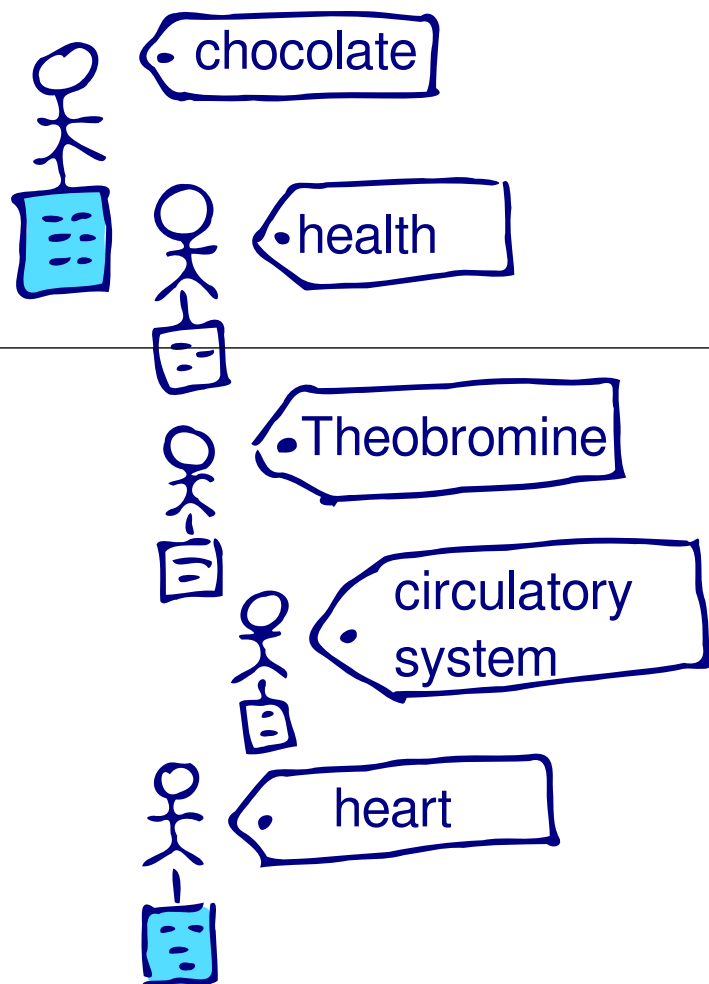 chocolate
health
Theobromine
circulatory
system
heart